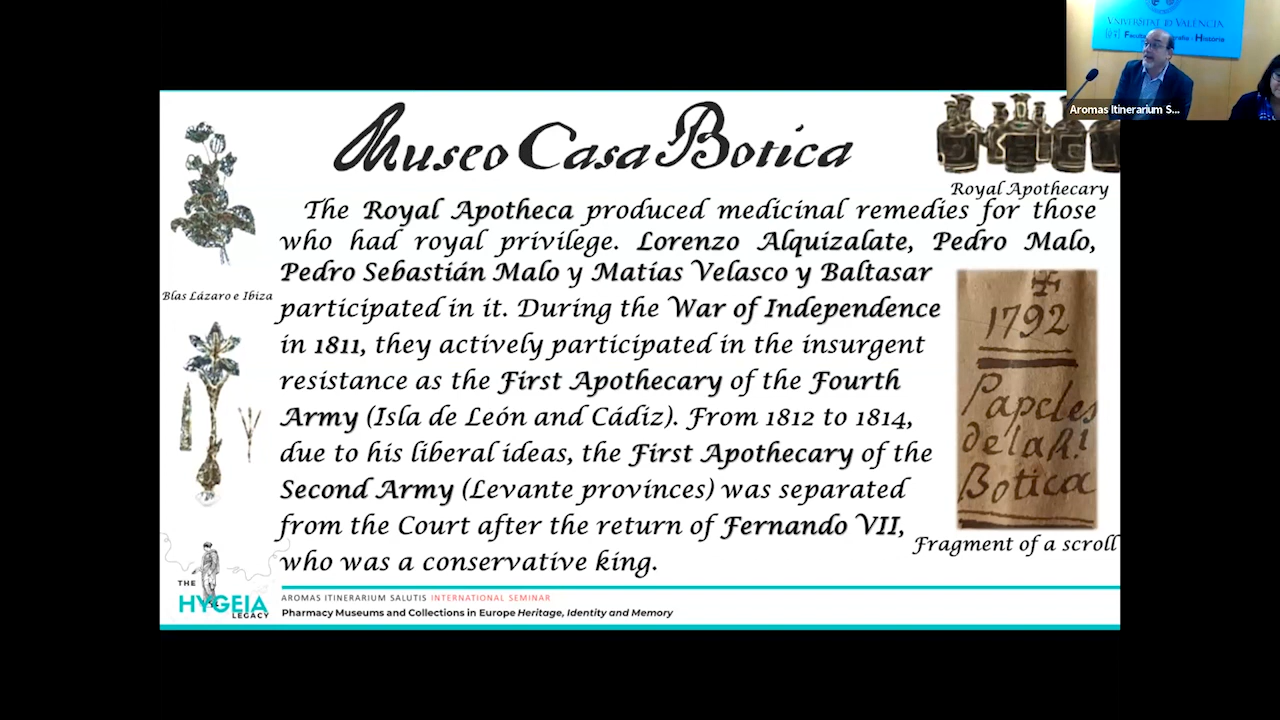 VNIVERSITAT ID VALÈNCIA
Història
Aromas Itinerarium S...
Museo Casa Botica
Royal Apothecary
The Royal Apotheca produced medicinal remedies for those
who had royal privilege. Lorenzo Alquizalate, Pedro Malo,
Pedro Sebastián Malo y Matías Velasco y Baltasar
participated in it. During the War of Independence
in 1811, they actively participated in the insurgent
resistance as the First Apothecary of the Fourth
Army (Isla de León and Cádiz). From 1812 to 1814,
due to his liberal ideas, the First Apothecary of the
Second Army (Levante provinces) was separated
from the Court after the return of Fernando VII,
who was a conservative king.
Blas Lázaro e Ibiza
1792
Papeles
de la Rl.
Botica
Fragment of a scroll
THE
HYGEIA
LEGACY
AROMAS ITINERARIUM SALUTIS INTERNATIONAL SEMINAR
Pharmacy Museums and Collections in Europe Heritage, Identity and Memory